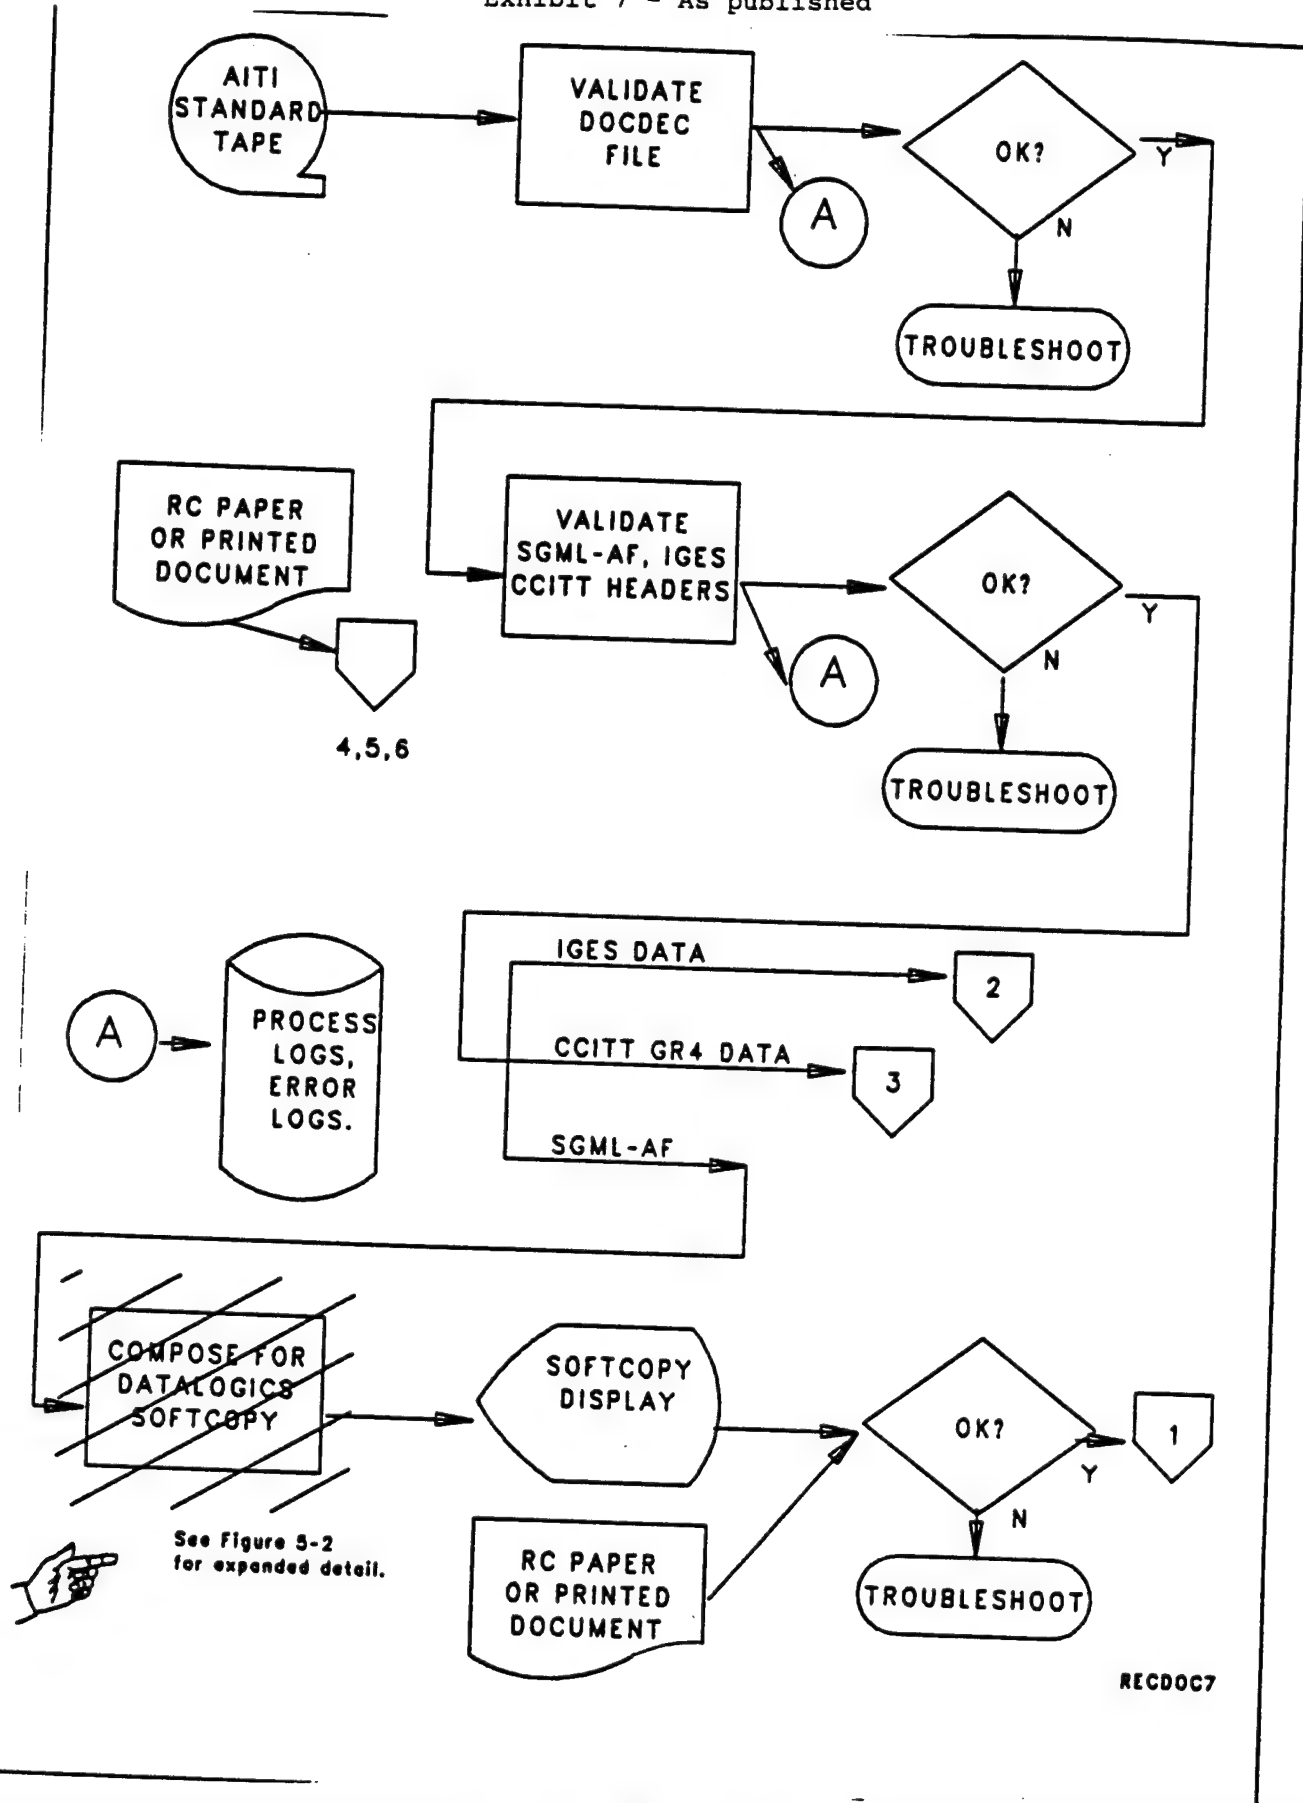 Exhibit 7 - As published
AITI
STANDARD
TAPE
VALIDATE
DOCDEC
FILE
OK?
Y
A
N
TROUBLESHOOT
RC PAPER
OR PRINTED
DOCUMENT
4,5,6
VALIDATE
SGML-AF, IGES
CCITT HEADERS
OK?
Y
A
N
TROUBLESHOOT
A
PROCESS
LOGS,
ERROR
LOGS.
IGES DATA
2
CCITT GR4 DATA
3
SGML-AF
COMPOSE FOR
DATALOGICS
SOFTCOPY
SOFTCOPY
DISPLAY
OK?
Y
1
N
TROUBLESHOOT
See Figure 5-2
for expanded detail.
RC PAPER
OR PRINTED
DOCUMENT
RECDOC7